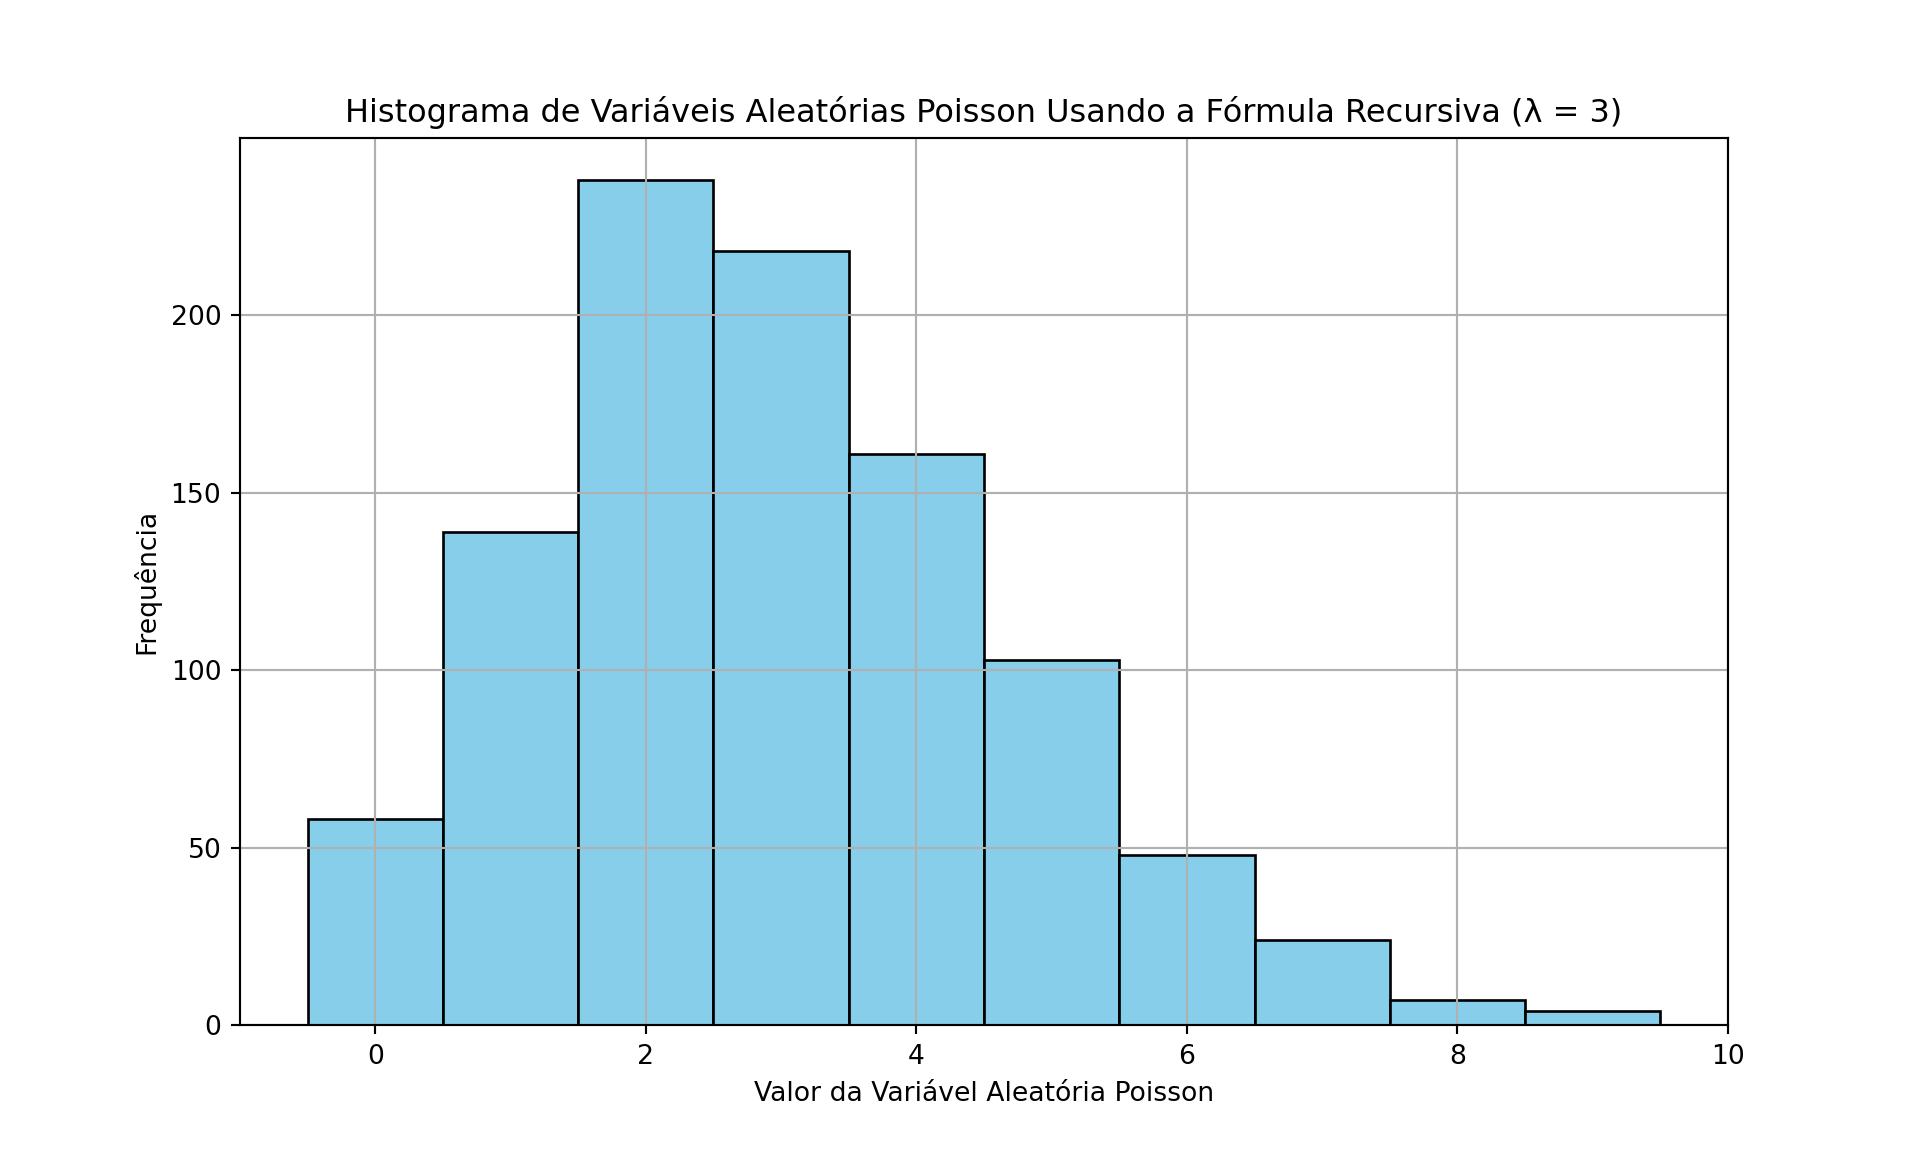 Histograma de Variáveis Aleatórias Poisson Usando a Fórmula Recursiva (λ = 3)
Frequência
200
150
100
50
0
0 2 4 6 8 10
Valor da Variável Aleatória Poisson